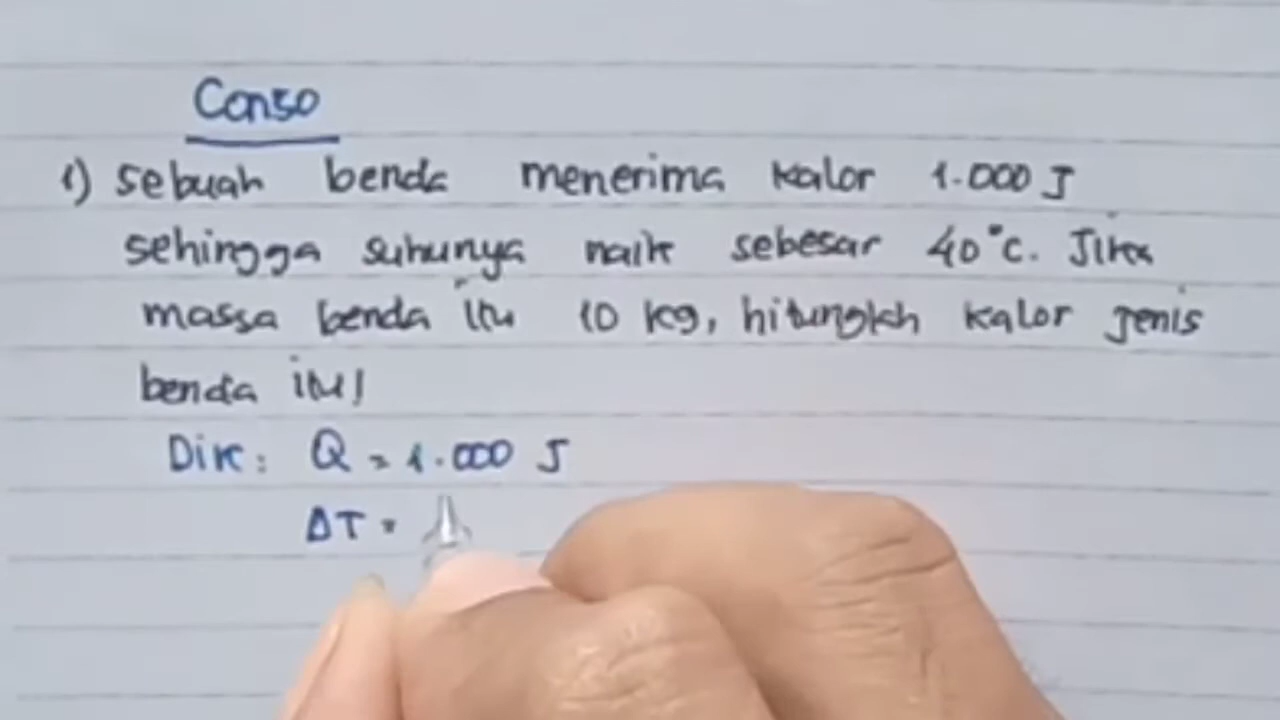 Conso
1) sebuah benda menerima kalor 1.000 J
sehingga suhunya naik sebesar 40°C. Jika
massa benda itu 10 kg, hitunglah kalor jenis
benda itu!
Dik: Q = 1.000 J
ΔT =